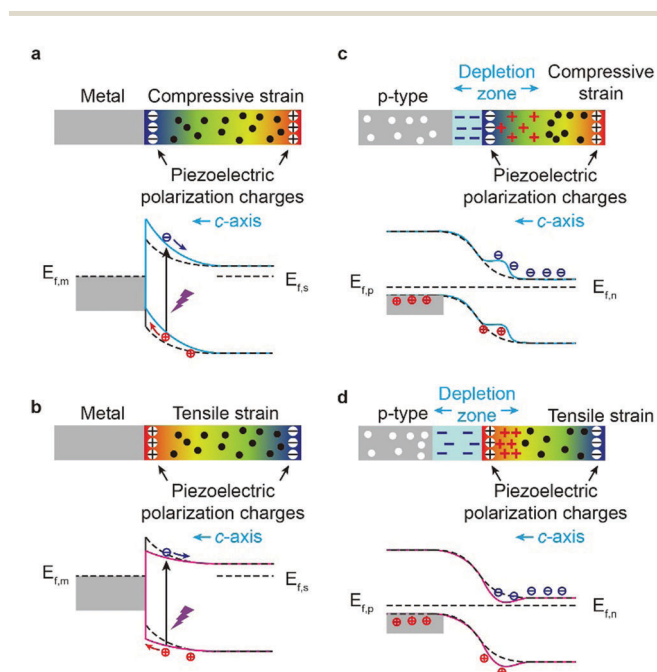 a
Metal
Compressive strain
Piezoelectric
polarization charges
c-axis
E_f,m
E_f,s
b
Metal
Tensile strain
Piezoelectric
polarization charges
c-axis
E_f,m
E_f,s
c
Depletion
zone
p-type
Compressive
strain
Piezoelectric
polarization charges
c-axis
E_f,p
E_f,n
d
Depletion
zone
p-type
Tensile strain
Piezoelectric
polarization charges
c-axis
E_f,p
E_f,n